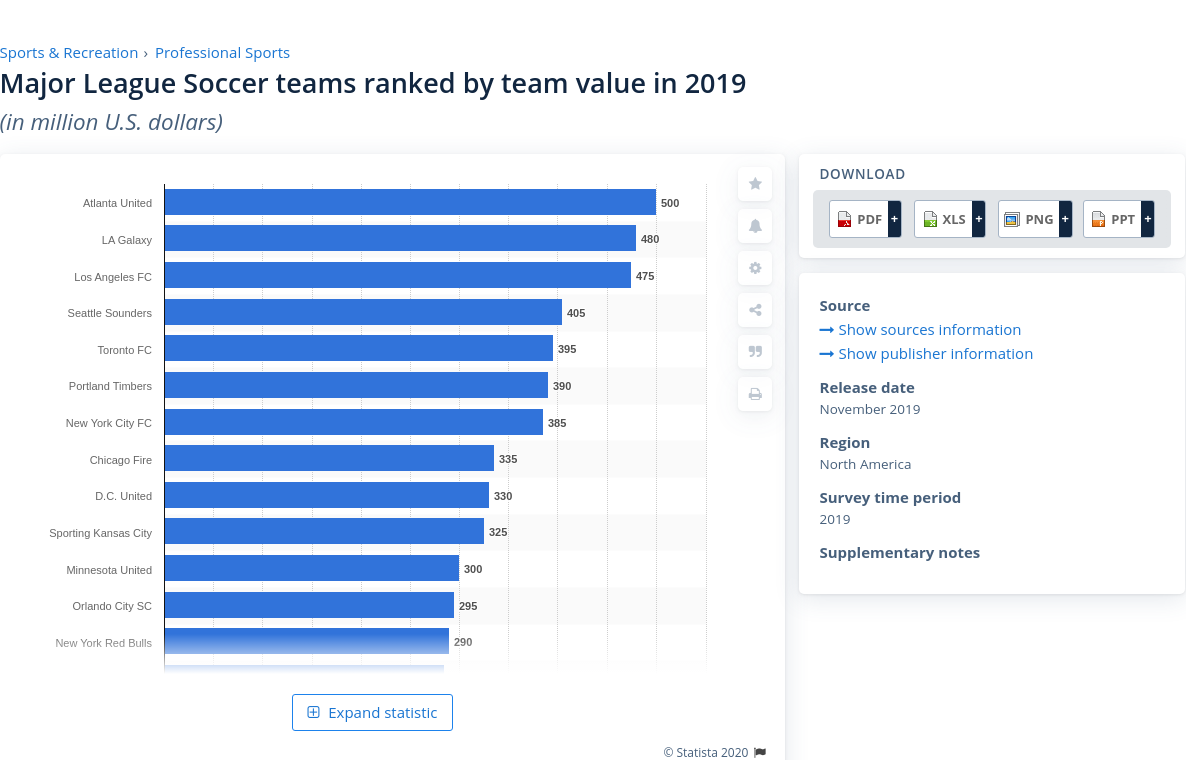 Sports & Recreation › Professional Sports
Major League Soccer teams ranked by team value in 2019
(in million U.S. dollars)
Atlanta United 500
LA Galaxy 480
Los Angeles FC 475
Seattle Sounders 405
Toronto FC 395
Portland Timbers 390
New York City FC 385
Chicago Fire 335
D.C. United 330
Sporting Kansas City 325
Minnesota United 300
Orlando City SC 295
New York Red Bulls 290
Expand statistic
© Statista 2020
DOWNLOAD
PDF + XLS + PNG + PPT +
Source
Show sources information
Show publisher information
Release date
November 2019
Region
North America
Survey time period
2019
Supplementary notes